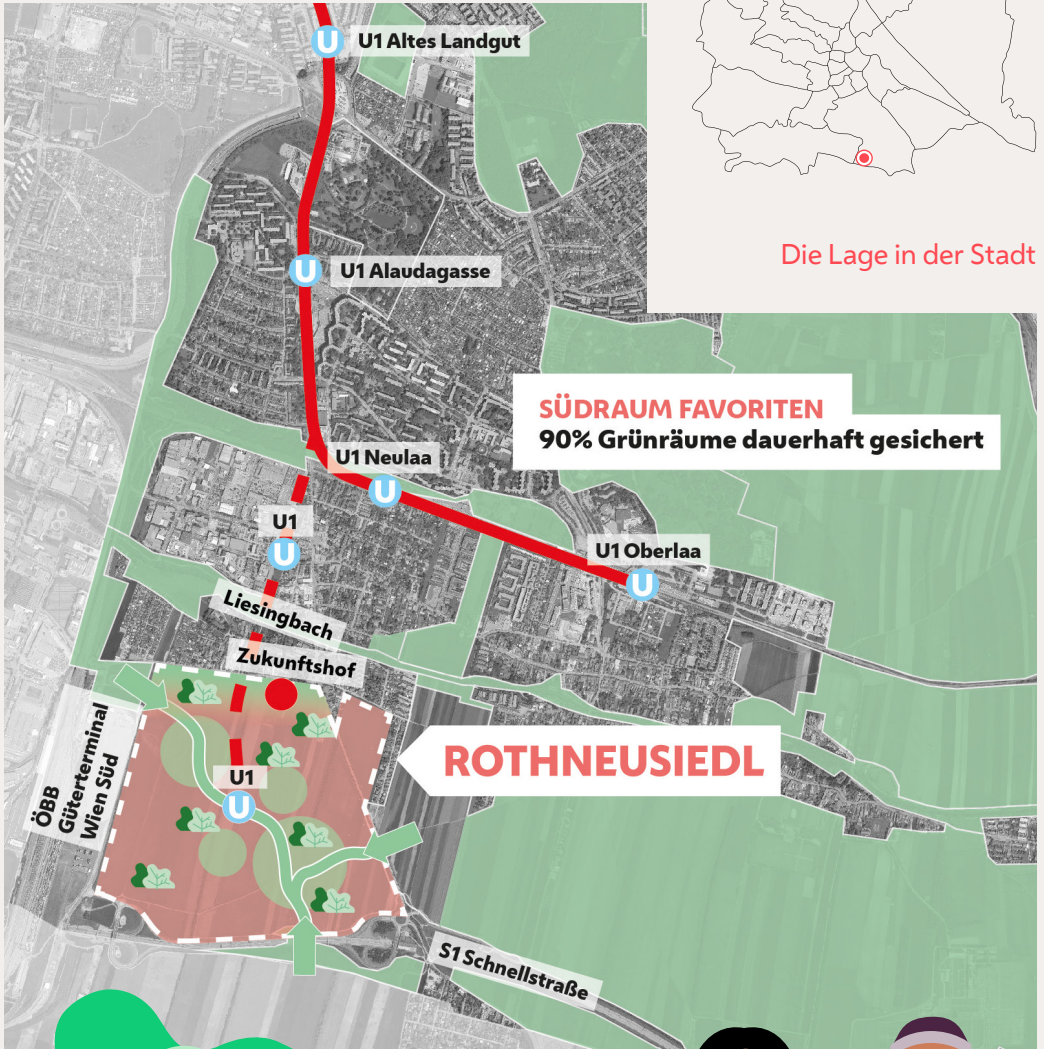 U
U1 Altes Landgut
Die Lage in der Stadt
U
U1 Alaudagasse
SÜDRAUM FAVORITEN
90% Grünräume dauerhaft gesichert
U1 Neulaa
U
U1
U
U1 Oberlaa
U
Liesingbach
Zukunftshof
ÖBB
Güterterminal
Wien Süd
ROTHNEUSIEDL
U1
U
S1 Schnellstraße